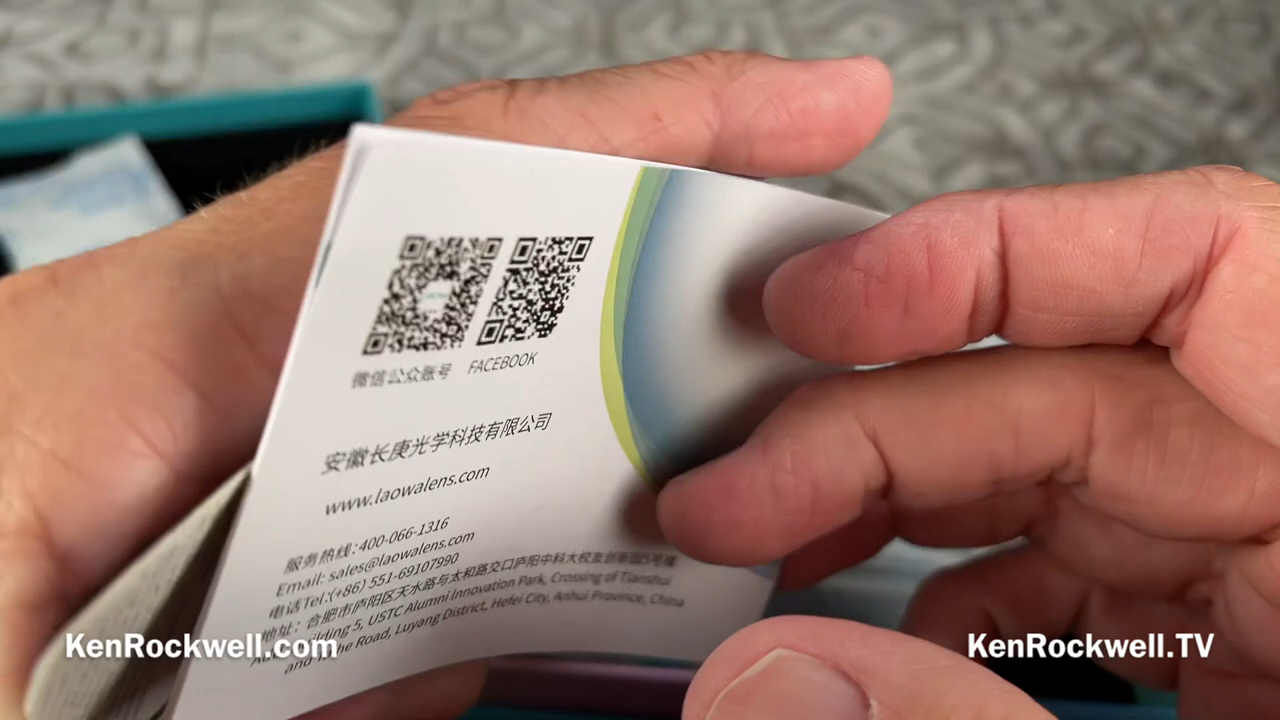 微信公众账号 FACEBOOK
安徽长庚光学科技有限公司
www.laowalens.com
服务热线：400-066-1316
Email: sales@laowalens.com
电话Tel:(+86) 551-69107990
地址：合肥市庐阳区天水路与太和路交口庐阳中科大校友创新园5号楼
Building 5, USTC Alumni Innovation Park, Crossing of Tianshui
Road, Luyang District, Hefei City, Anhui Province, China
KenRockwell.com
KenRockwell.TV